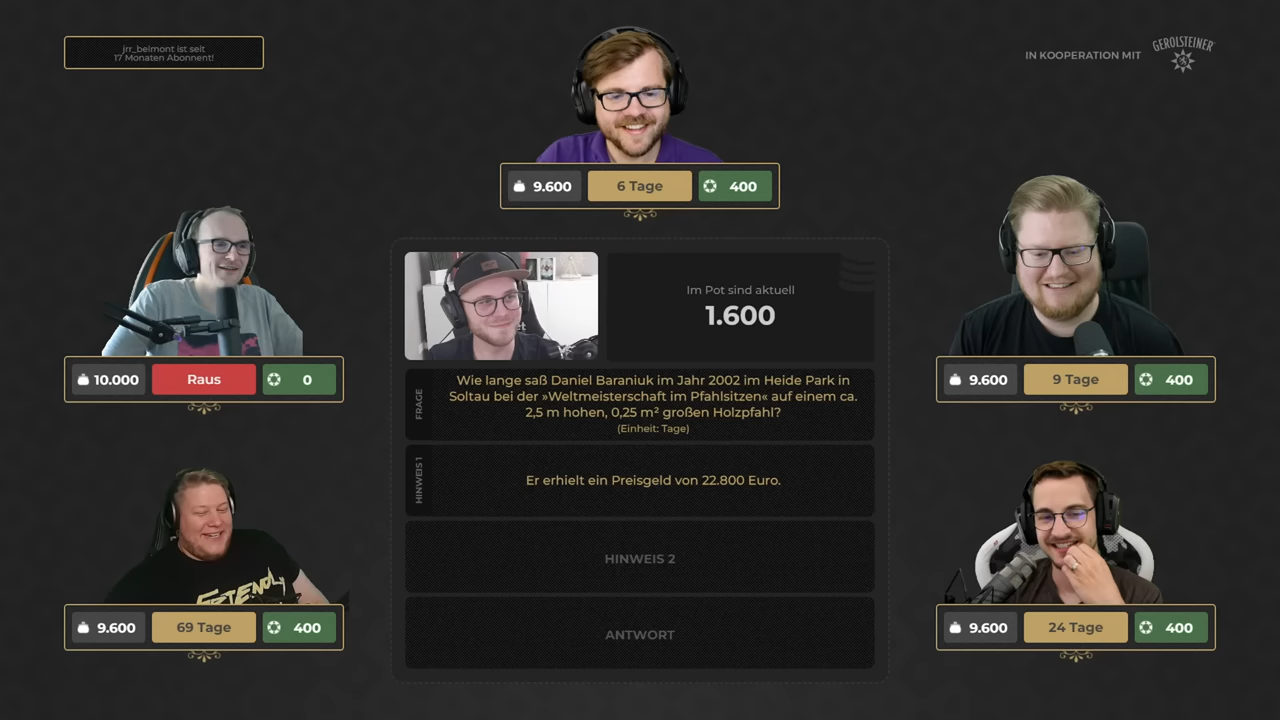 jrr_belmont ist seit
17 Monaten Abonnent!
IN KOOPERATION MIT
GEROLSTEINER
9.600
6 Tage
400
10.000
Raus
0
Im Pot sind aktuell
1.600
9.600
9 Tage
400
FRAGE
Wie lange saß Daniel Baraniuk im Jahr 2002 im Heide Park in
Soltau bei der »Weltmeisterschaft im Pfahlsitzen« auf einem ca.
2,5 m hohen, 0,25 m² großen Holzpfahl?
(Einheit: Tage)
HINWEIS 1
Er erhielt ein Preisgeld von 22.800 Euro.
HINWEIS 2
ANTWORT
9.600
69 Tage
400
9.600
24 Tage
400